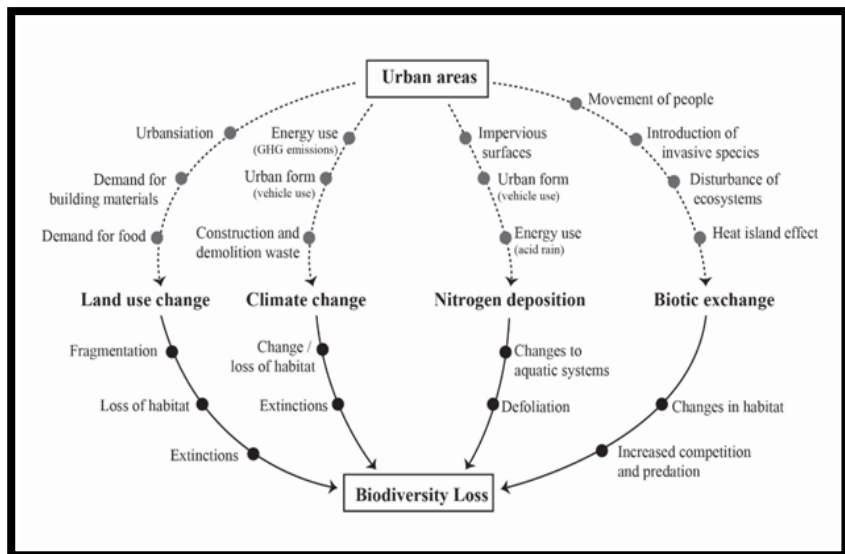 Urban areas
Urbansiation
Demand for
building materials
Demand for food
Energy use
(GHG emissions)
Urban form
(vehicle use)
Construction and
demolition waste
Impervious
surfaces
Urban form
(vehicle use)
Energy use
(acid rain)
Movement of people
Introduction of
invasive species
Disturbance of
ecosystems
Heat island effect
Land use change
Climate change
Nitrogen deposition
Biotic exchange
Fragmentation
Loss of habitat
Extinctions
Change /
loss of habitat
Extinctions
Changes to
aquatic systems
Defoliation
Changes in habitat
Increased competition
and predation
Biodiversity Loss